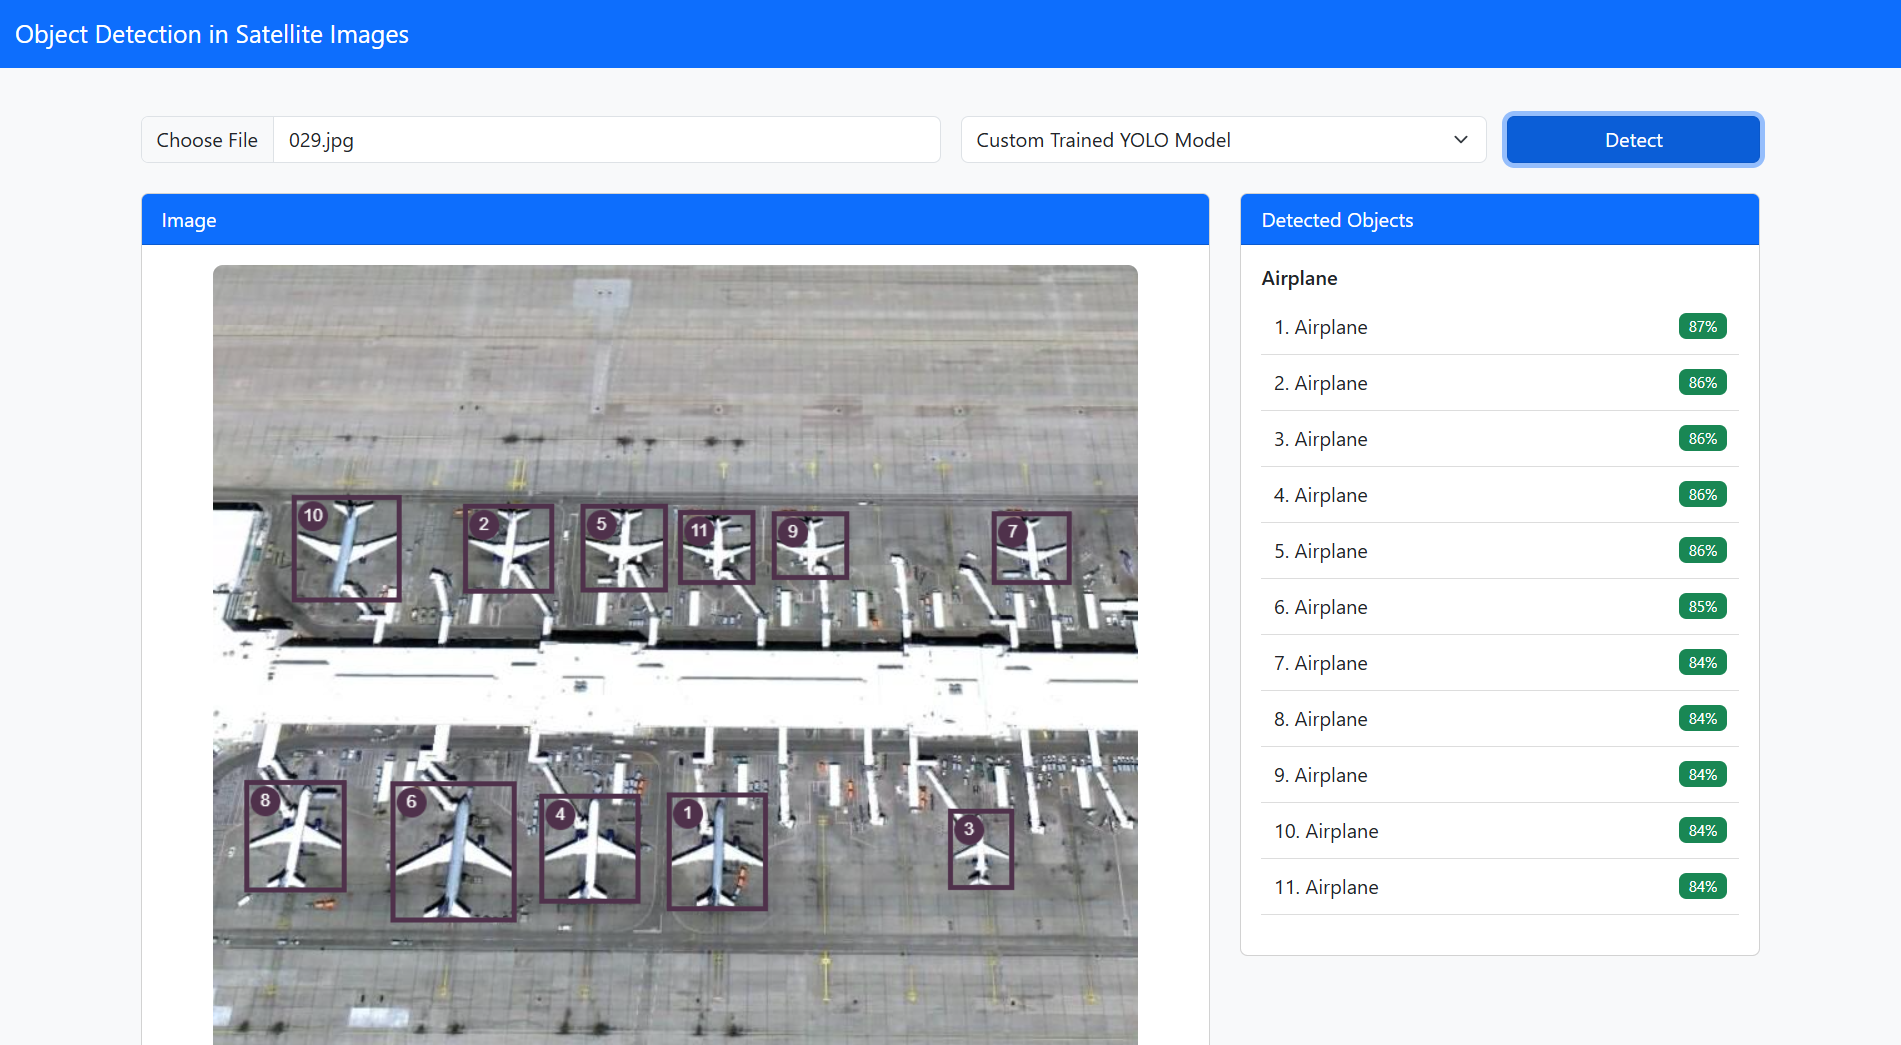 Object Detection in Satellite Images
Choose File 029.jpg Custom Trained YOLO Model Detect
Image
Detected Objects
10
2
5
11
9
7
8
6
4
1
3
Airplane
1. Airplane 87%
2. Airplane 86%
3. Airplane 86%
4. Airplane 86%
5. Airplane 86%
6. Airplane 85%
7. Airplane 84%
8. Airplane 84%
9. Airplane 84%
10. Airplane 84%
11. Airplane 84%